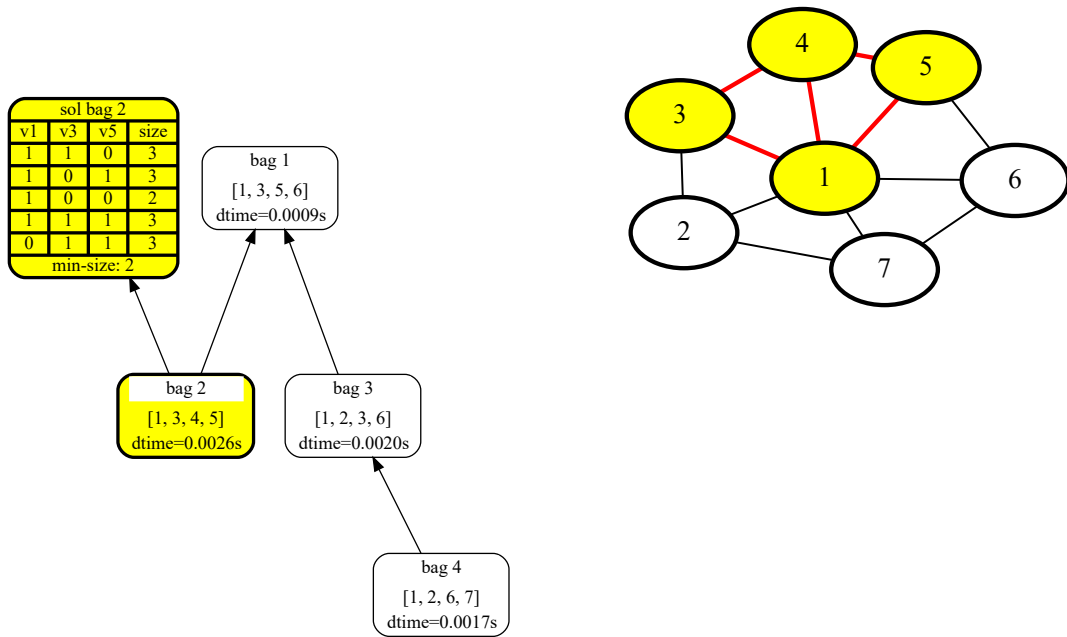 sol bag 2
v1 v3 v5 size
1 1 0 3
1 0 1 3
1 0 0 2
1 1 1 3
0 1 1 3
min-size: 2
bag 1
[1, 3, 5, 6]
dtime=0.0009s
bag 2
[1, 3, 4, 5]
dtime=0.0026s
bag 3
[1, 2, 3, 6]
dtime=0.0020s
bag 4
[1, 2, 6, 7]
dtime=0.0017s
4
5
3
1
6
2
7